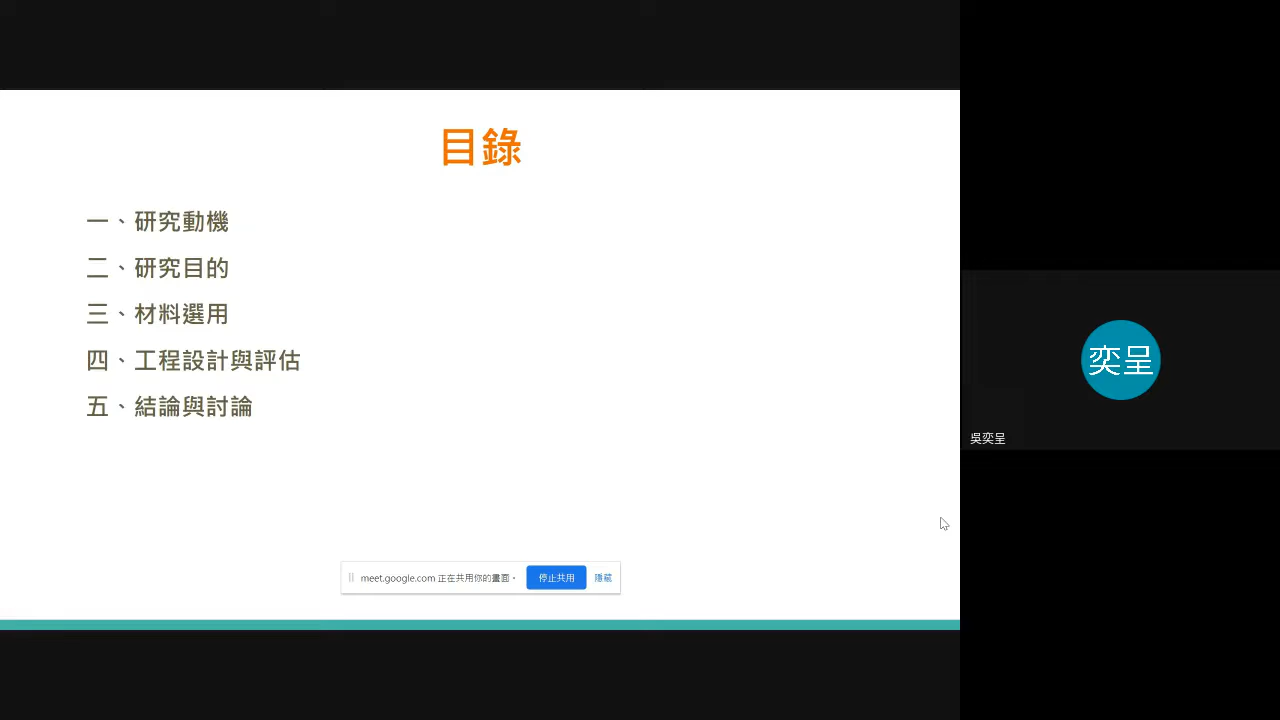 目錄
一、研究動機
二、研究目的
三、材料選用
四、工程設計與評估
五、結論與討論
meet.google.com 正在共用你的畫面。 停止共用 隱藏
奕呈
吳奕呈